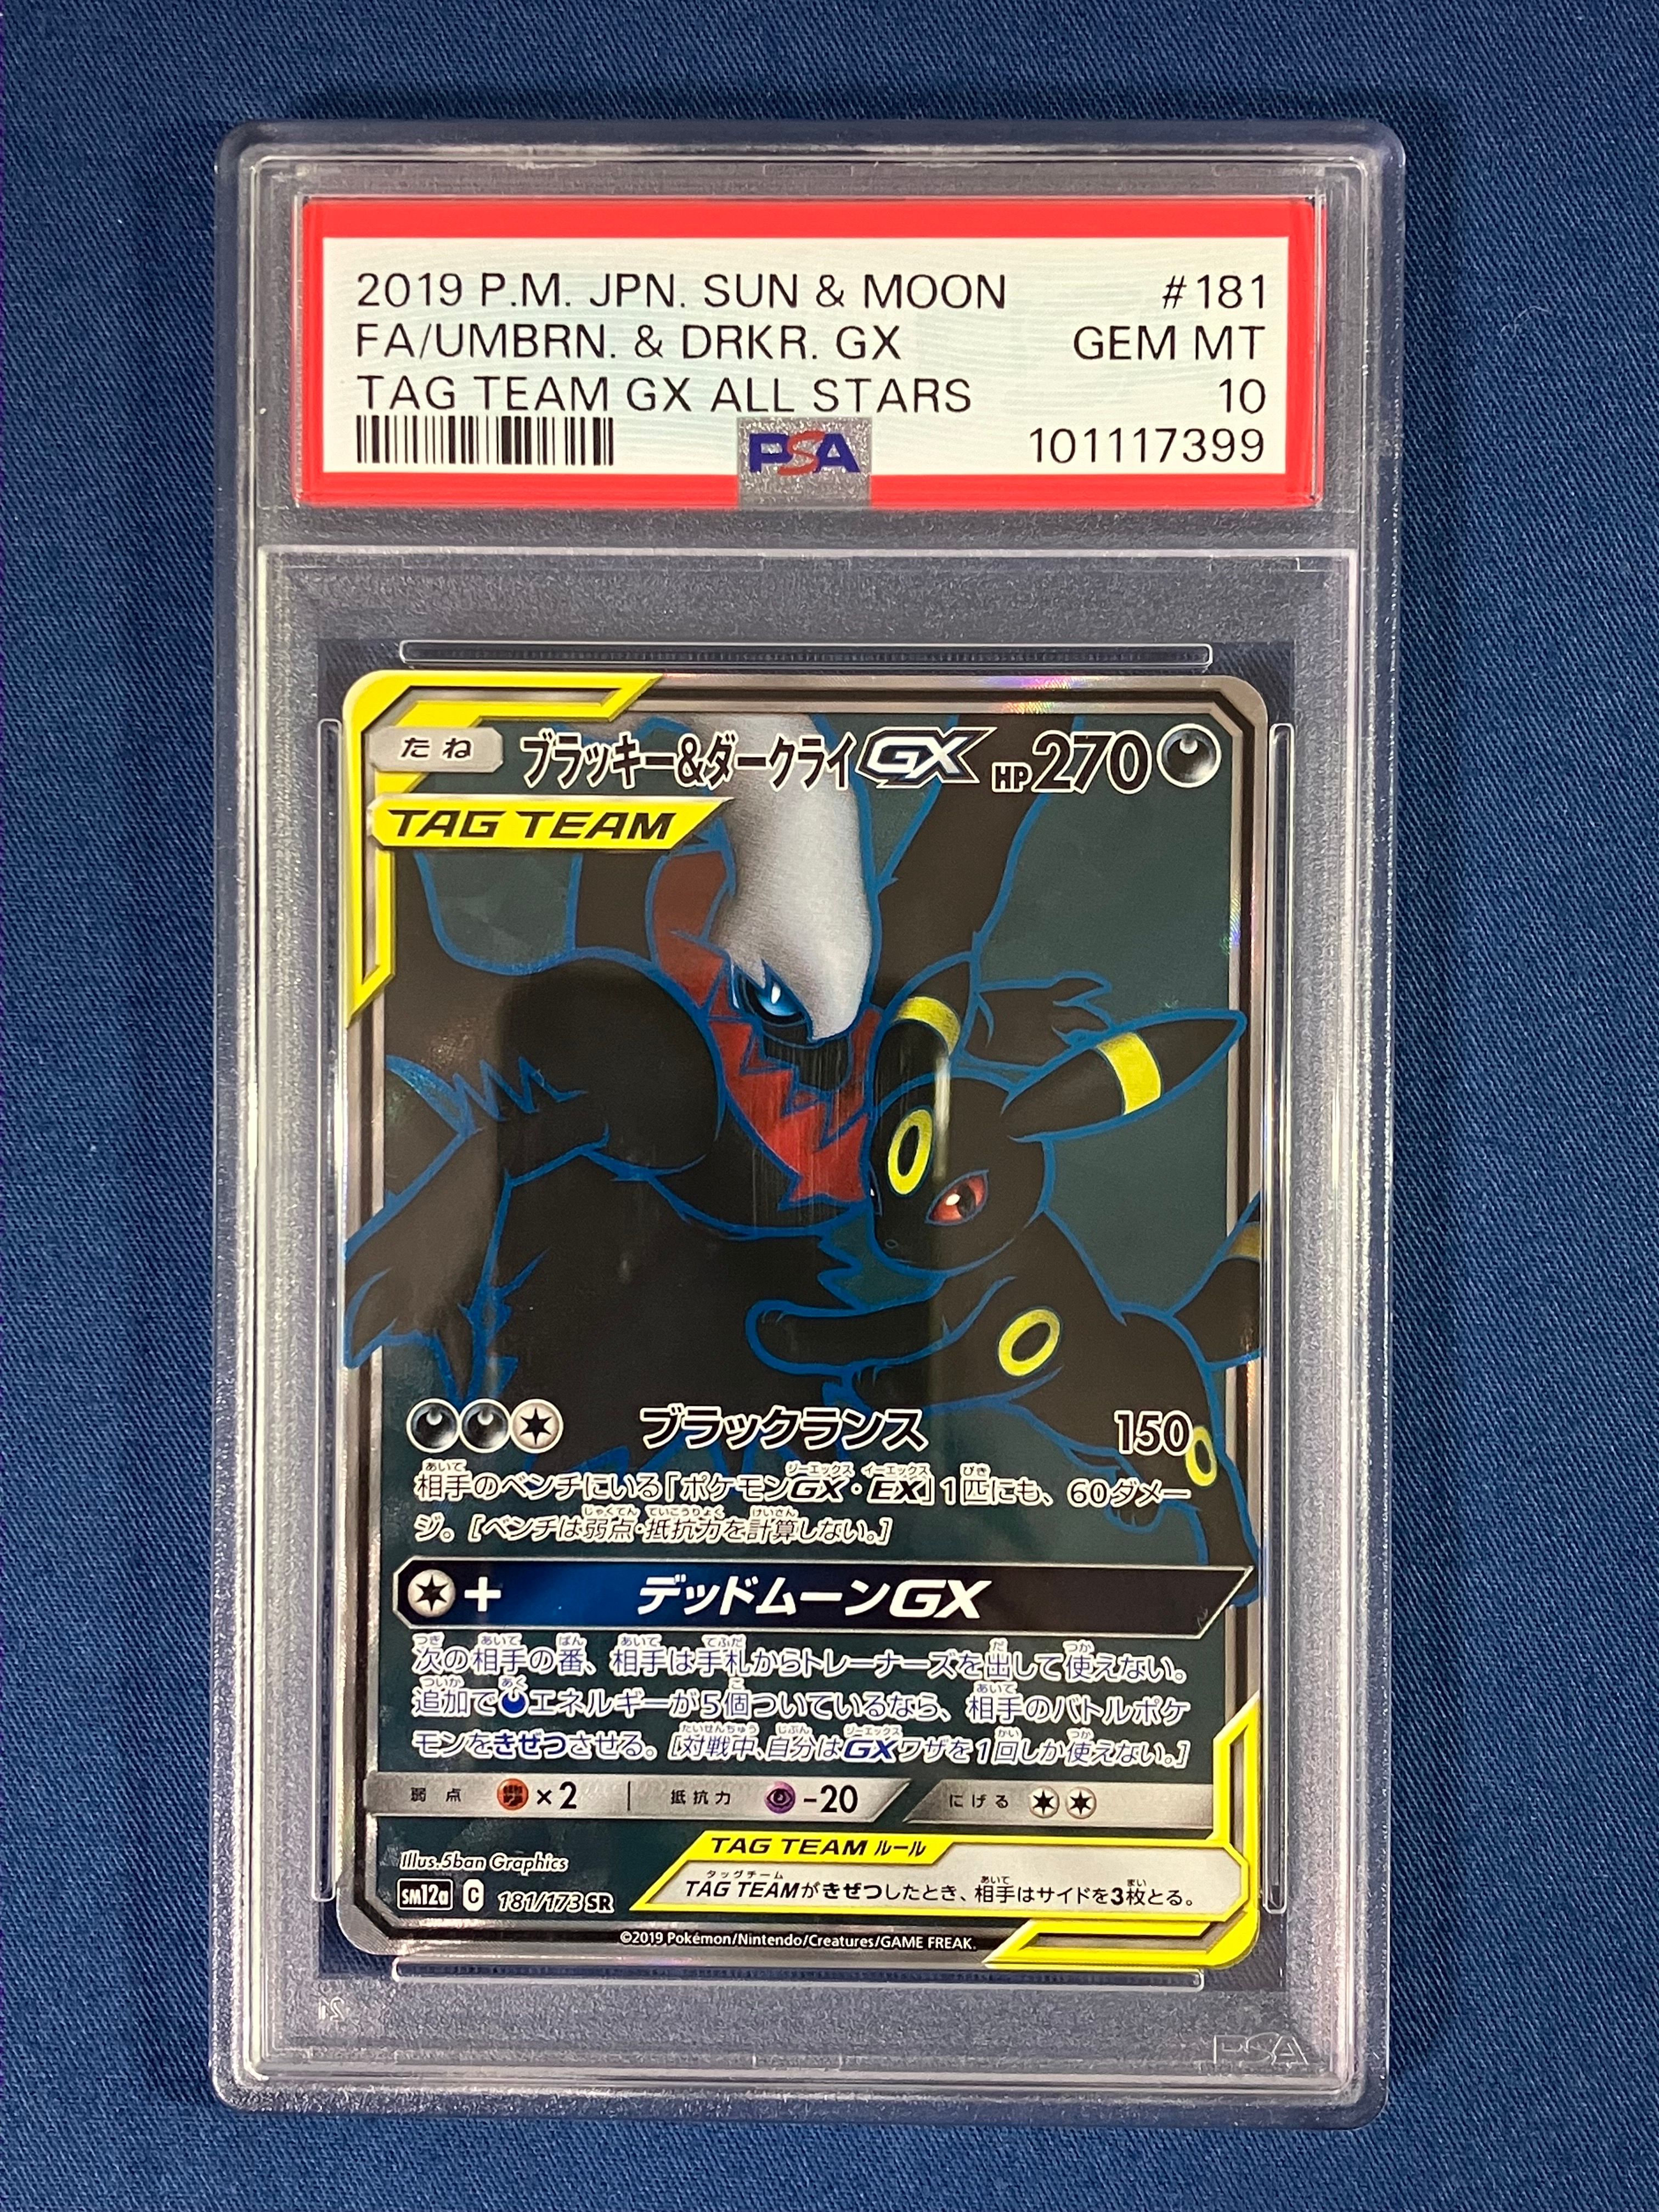 2019 P.M. JPN. SUN & MOON #181
FA/UMBRN. & DRKR. GX GEM MT
TAG TEAM GX ALL STARS 10
PSA 101117399
たね ブラッキー&ダークライGX HP270
TAG TEAM
ブラックランス 150
相手のベンチにいる「ポケモンGX・EX」1匹にも、60ダメー
ジ。[ベンチは弱点・抵抗力を計算しない。]
+ デッドムーンGX
次の相手の番、相手は手札からトレーナーズを出して使えない。
追加でエネルギーが5個ついているなら、相手のバトルポケ
モンをきぜつさせる。[対戦中、自分はGXワザを1回しか使えない。]
弱点 ×2 抵抗力 -20 にげる
TAG TEAM ルール
TAG TEAMがきぜつしたとき、相手はサイドを3枚とる。
Illus.5ban Graphics
SM12a C 181/173 SR
©2019 Pokémon/Nintendo/Creatures/GAME FREAK.
PSA